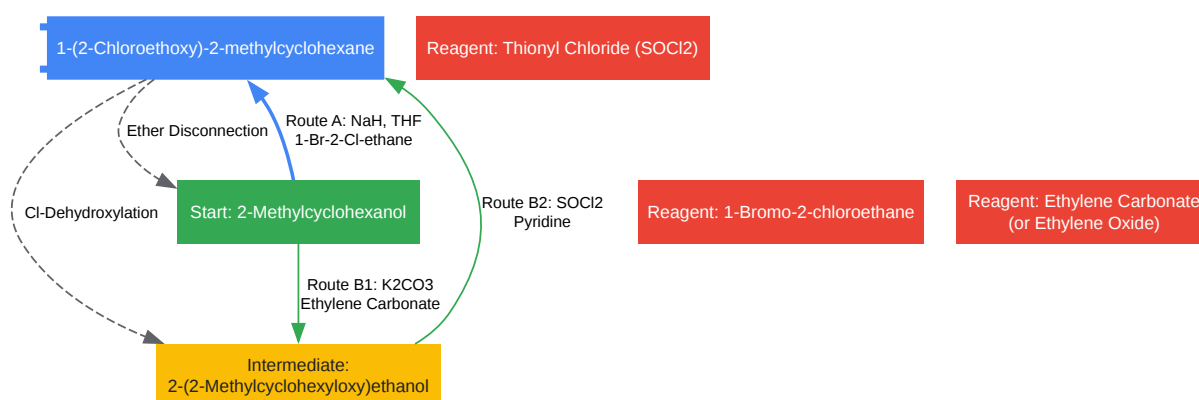 1-(2-Chloroethoxy)-2-methylcyclohexane
Reagent: Thionyl Chloride (SOCl2)
Ether Disconnection
Route A: NaH, THF
1-Br-2-Cl-ethane
Cl-Dehydroxylation
Start: 2-Methylcyclohexanol
Route B2: SOCl2
Pyridine
Reagent: 1-Bromo-2-chloroethane
Reagent: Ethylene Carbonate
(or Ethylene Oxide)
Route B1: K2CO3
Ethylene Carbonate
Intermediate:
2-(2-Methylcyclohexyloxy)ethanol